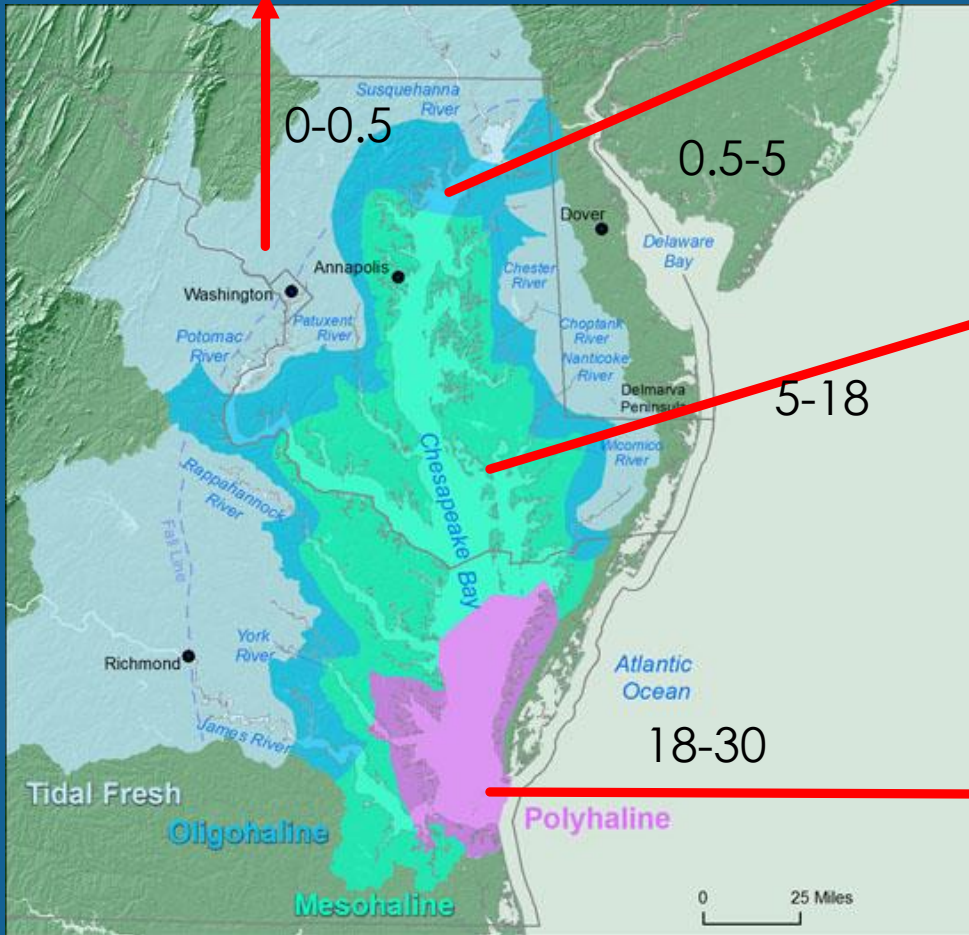 Susquehanna
River
0-0.5
0.5-5
Dover
Delaware
Bay
Annapolis
Chester
River
Washington
Patuxent
River
Choptank
River
Potomac
River
Nanticoke
River
Delmarva
Peninsula
5-18
Wicomico
River
Chesapeake Bay
Rappahannock
River
Fall Line
York
River
Richmond
Atlantic
Ocean
James River
18-30
Tidal Fresh
Oligohaline
Polyhaline
Mesohaline
0 25 Miles